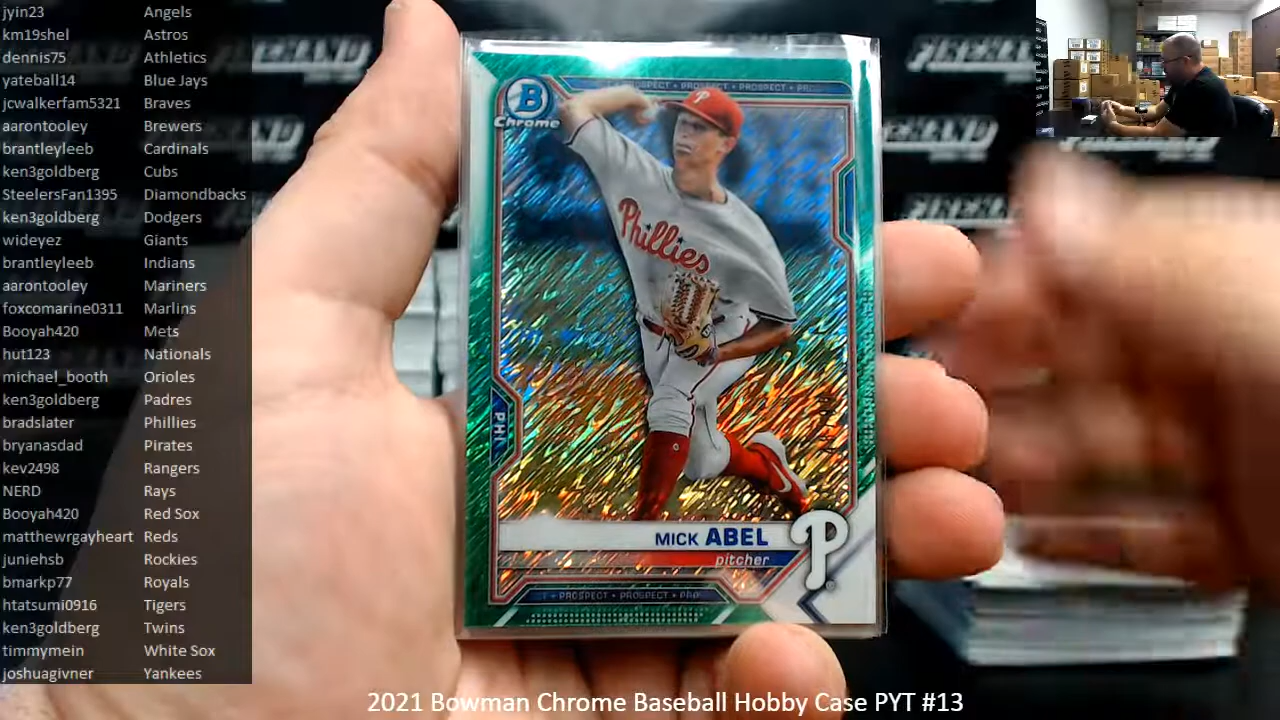 jyin23 Angels
km19shel Astros
dennis75 Athletics
yateball14 Blue Jays
jcwalkerfam5321 Braves
aarontooley Brewers
brantleyleeb Cardinals
ken3goldberg Cubs
SteelersFan1395 Diamondbacks
ken3goldberg Dodgers
wideyez Giants
brantleyleeb Indians
aarontooley Mariners
foxcomarine0311 Marlins
Booyah420 Mets
hut123 Nationals
michael_booth Orioles
ken3goldberg Padres
bradslater Phillies
bryanasdad Pirates
kev2498 Rangers
NERD Rays
Booyah420 Red Sox
matthewrgayheart Reds
juniehsb Rockies
bmarkp77 Royals
htatsumi0916 Tigers
ken3goldberg Twins
timmymein White Sox
joshuagivner Yankees
B
Chrome
PROSPECT • PROSPECT • PROSPECT
P
Phillies
PHI
MICK ABEL
P
pitcher
PROSPECT • PROSPECT
2021 Bowman Chrome Baseball Hobby Case PYT #13